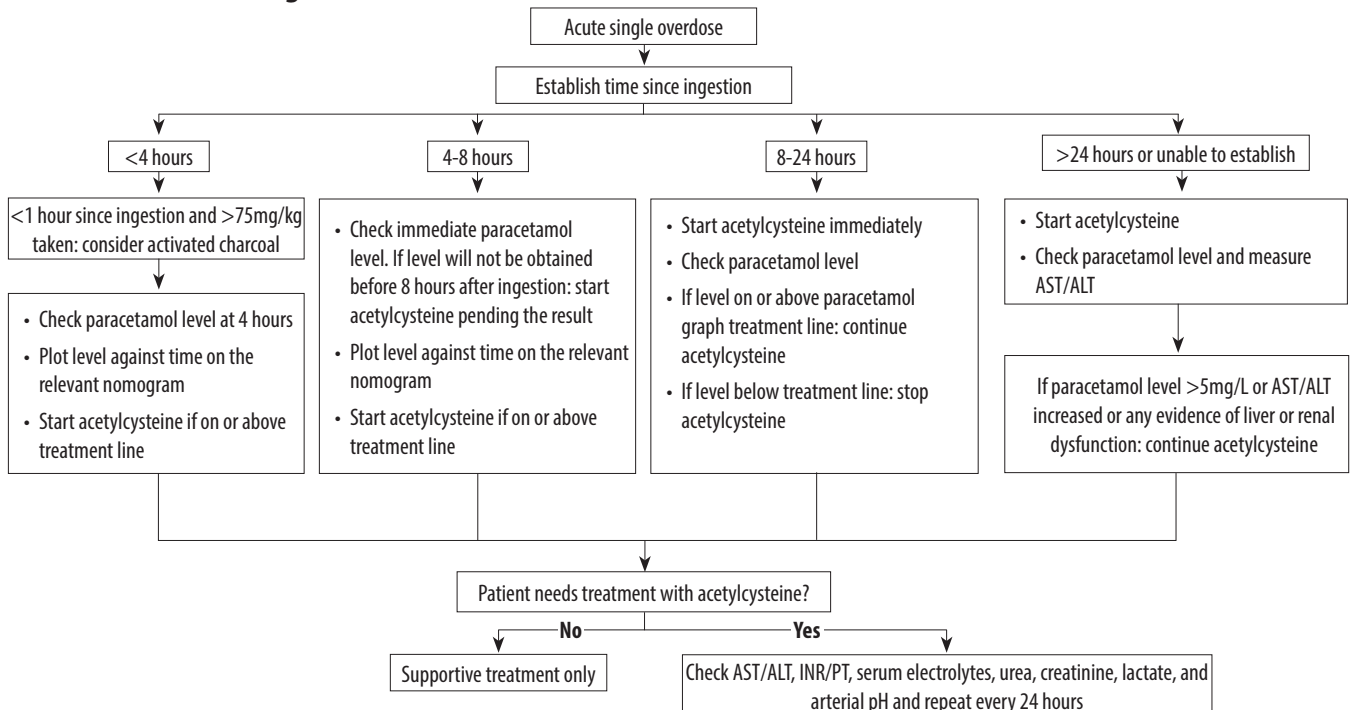 Acute single overdose
Establish time since ingestion
<4 hours
4-8 hours
8-24 hours
>24 hours or unable to establish
<1 hour since ingestion and >75mg/kg
taken: consider activated charcoal
• Check paracetamol level at 4 hours
• Plot level against time on the
relevant nomogram
• Start acetylcysteine if on or above
treatment line
• Check immediate paracetamol
level. If level will not be obtained
before 8 hours after ingestion: start
acetylcysteine pending the result
• Plot level against time on the relevant
nomogram
• Start acetylcysteine if on or above
treatment line
• Start acetylcysteine immediately
• Check paracetamol level
• If level on or above paracetamol
graph treatment line: continue
acetylcysteine
• If level below treatment line: stop
acetylcysteine
• Start acetylcysteine
• Check paracetamol level and measure
AST/ALT
If paracetamol level >5mg/L or AST/ALT
increased or any evidence of liver or renal
dysfunction: continue acetylcysteine
Patient needs treatment with acetylcysteine?
No
Yes
Supportive treatment only
Check AST/ALT, INR/PT, serum electrolytes, urea, creatinine, lactate, and
arterial pH and repeat every 24 hours